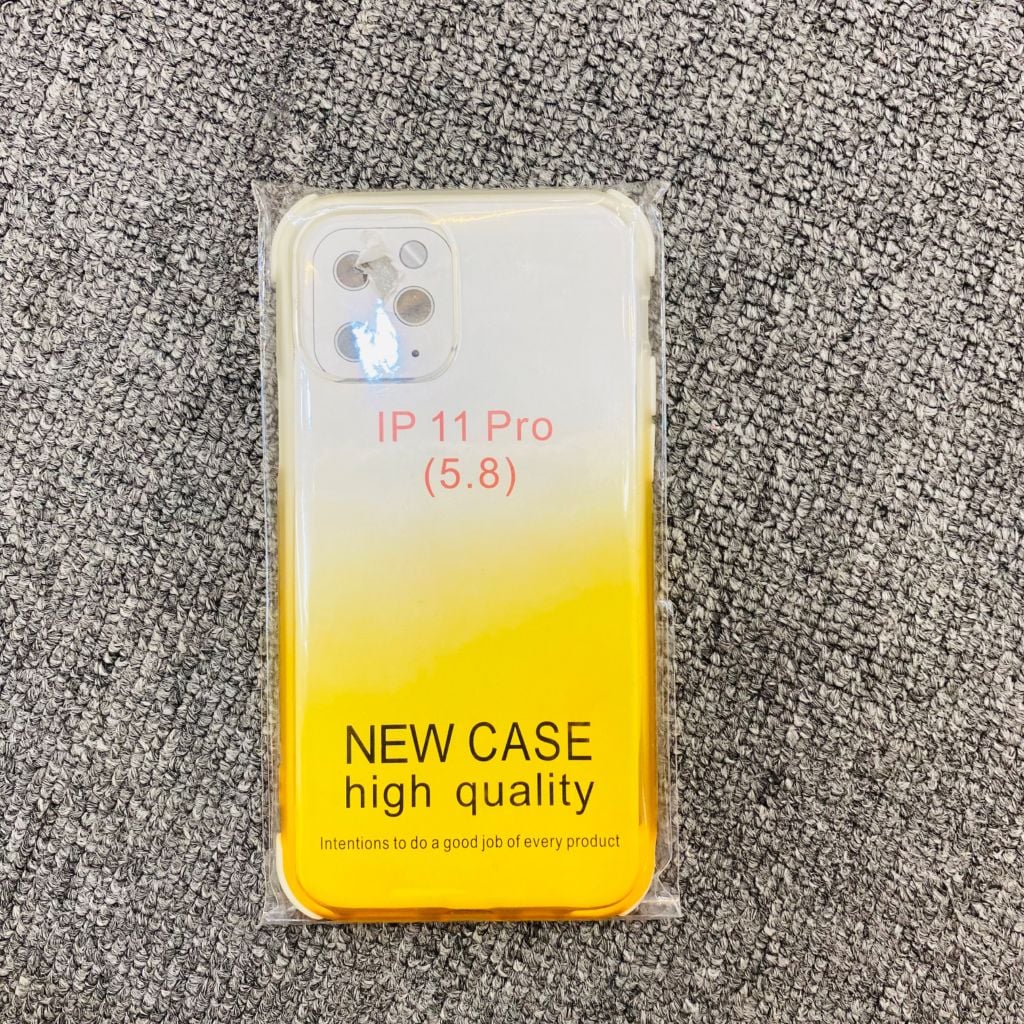 IP 11 Pro
(5.8)
NEW CASE
high quality
Intentions to do a good job of every product